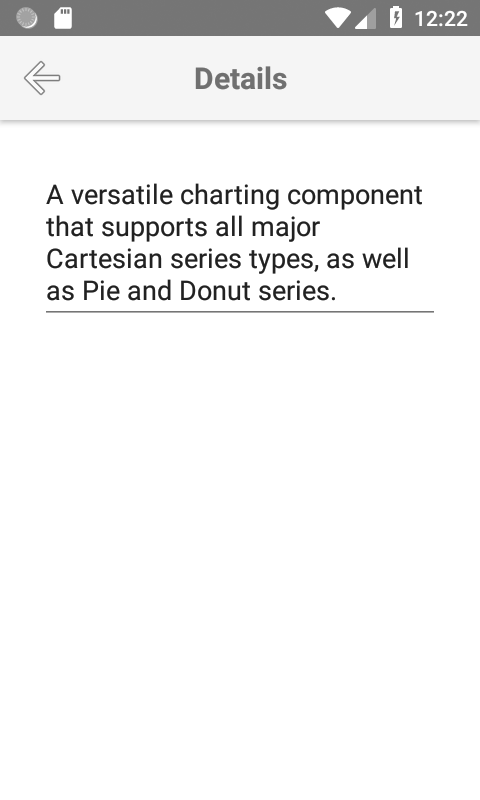 12:22
Details
A versatile charting component
that supports all major
Cartesian series types, as well
as Pie and Donut series.